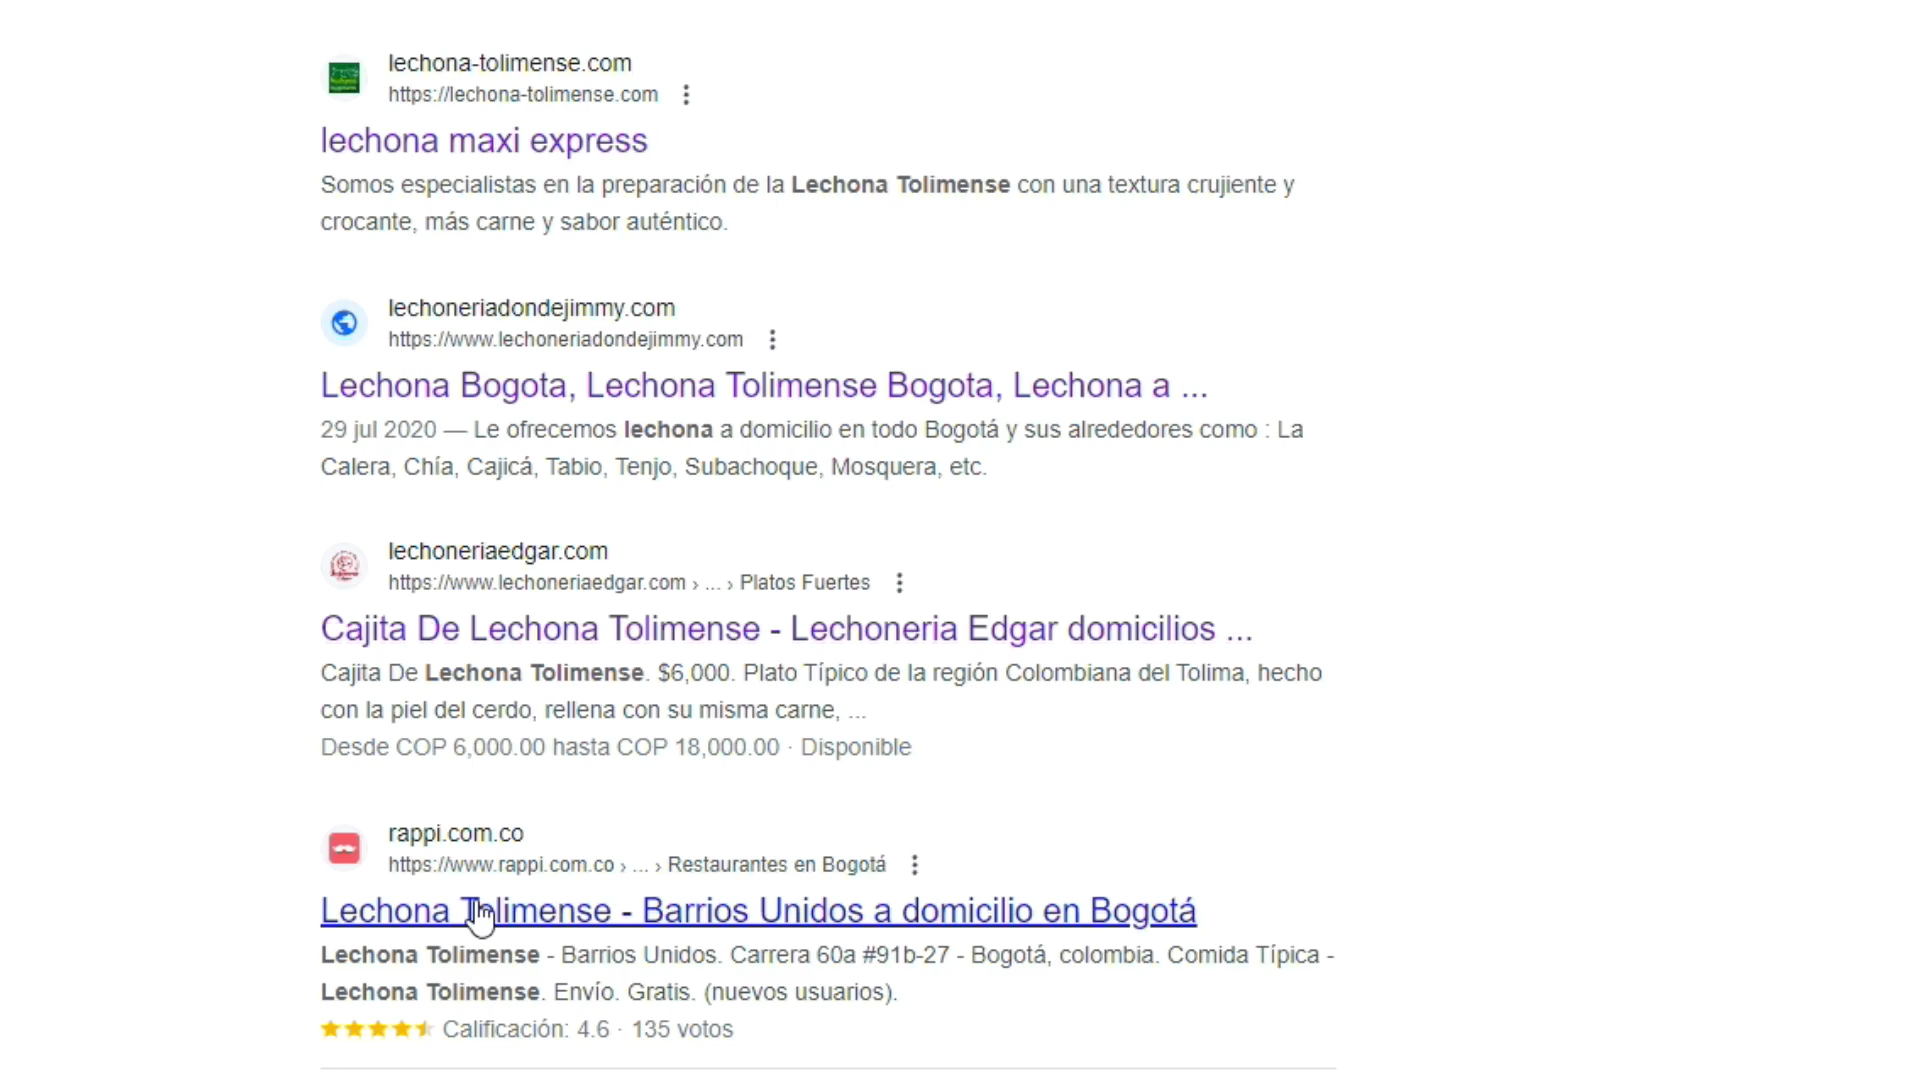 lechona-tolimense.com
https://lechona-tolimense.com
lechona maxi express
Somos especialistas en la preparación de la Lechona Tolimense con una textura crujiente y
crocante, más carne y sabor auténtico.
lechoneriadondejimmy.com
https://www.lechoneriadondejimmy.com
Lechona Bogota, Lechona Tolimense Bogota, Lechona a ...
29 jul 2020 — Le ofrecemos lechona a domicilio en todo Bogotá y sus alrededores como : La
Calera, Chía, Cajicá, Tabio, Tenjo, Subachoque, Mosquera, etc.
lechoneriaedgar.com
https://www.lechoneriaedgar.com › ... › Platos Fuertes
Cajita De Lechona Tolimense - Lechoneria Edgar domicilios ...
Cajita De Lechona Tolimense. $6,000. Plato Típico de la región Colombiana del Tolima, hecho
con la piel del cerdo, rellena con su misma carne, ...
Desde COP 6,000.00 hasta COP 18,000.00 · Disponible
rappi.com.co
https://www.rappi.com.co › ... › Restaurantes en Bogotá
Lechona Tolimense - Barrios Unidos a domicilio en Bogotá
Lechona Tolimense - Barrios Unidos. Carrera 60a #91b-27 - Bogotá, colombia. Comida Típica -
Lechona Tolimense. Envío. Gratis. (nuevos usuarios).
Calificación: 4.6 · 135 votos